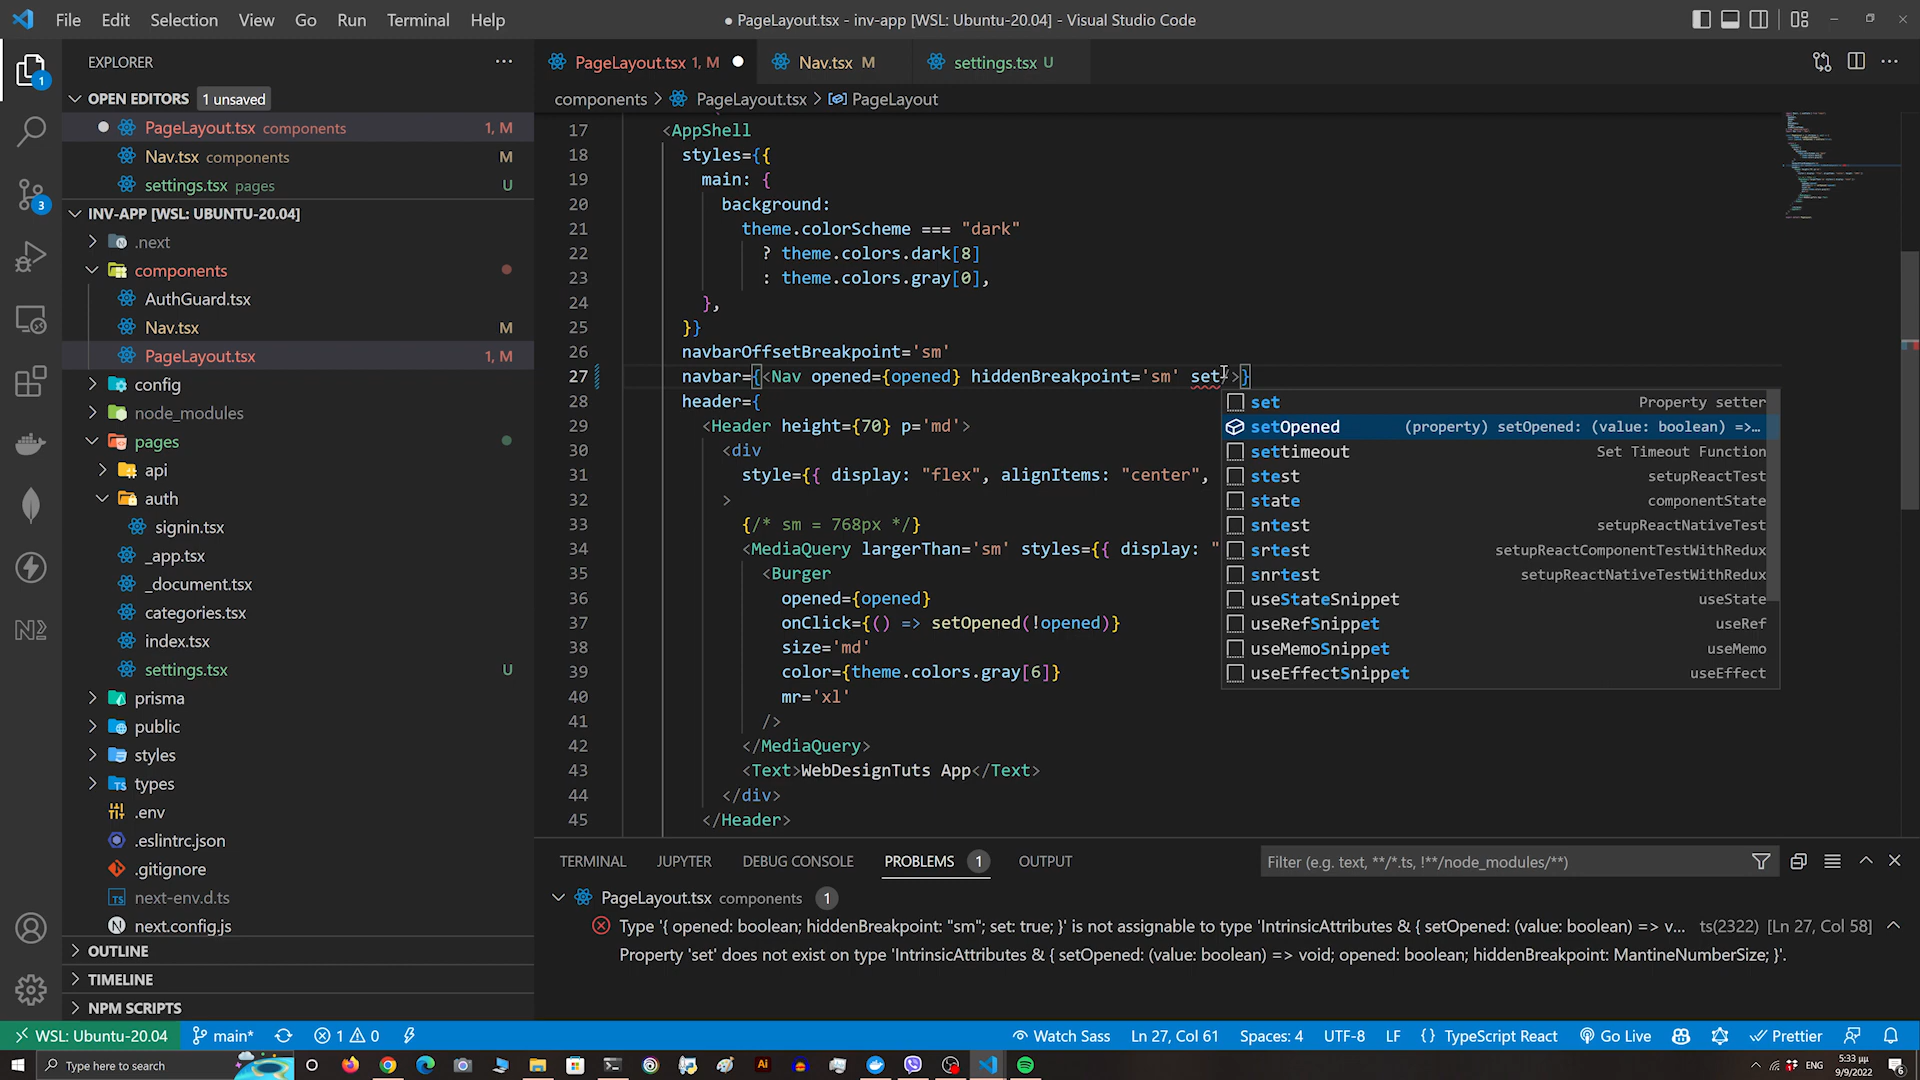 File Edit Selection View Go Run Terminal Help
● PageLayout.tsx - inv-app [WSL: Ubuntu-20.04] - Visual Studio Code
EXPLORER
OPEN EDITORS 1 unsaved
PageLayout.tsx components 1, M
Nav.tsx components M
settings.tsx pages U
INV-APP [WSL: UBUNTU-20.04]
.next
components
AuthGuard.tsx
Nav.tsx M
PageLayout.tsx 1, M
config
node_modules
pages
api
auth
signin.tsx
_app.tsx
_document.tsx
categories.tsx
index.tsx
settings.tsx U
prisma
public
styles
types
.env
.eslintrc.json
.gitignore
next-env.d.ts
next.config.js
OUTLINE
TIMELINE
NPM SCRIPTS
1
3
PageLayout.tsx 1, M
Nav.tsx M
settings.tsx U
components > PageLayout.tsx > PageLayout
17 <AppShell
18 styles={{
19 main: {
20 background:
21 theme.colorScheme === "dark"
22 ? theme.colors.dark[8]
23 : theme.colors.gray[0],
24 },
25 }}
26 navbarOffsetBreakpoint='sm'
27 navbar={<Nav opened={opened} hiddenBreakpoint='sm' set/>}
28 header={
29 <Header height={70} p='md'>
30 <div
31 style={{ display: "flex", alignItems: "center",
32 >
33 {/* sm = 768px */}
34 <MediaQuery largerThan='sm' styles={{ display: "
35 <Burger
36 opened={opened}
37 onClick={() => setOpened(!opened)}
38 size='md'
39 color={theme.colors.gray[6]}
40 mr='xl'
41 />
42 </MediaQuery>
43 <Text>WebDesignTuts App</Text>
44 </div>
45 </Header>
set Property setter
setOpened (property) setOpened: (value: boolean) =>…
settimeout Set Timeout Function
stest setupReactTest
state componentState
sntest setupReactNativeTest
srtest setupReactComponentTestWithRedux
snrtest setupReactNativeTestWithRedux
useStateSnippet useState
useRefSnippet useRef
useMemoSnippet useMemo
useEffectSnippet useEffect
TERMINAL JUPYTER DEBUG CONSOLE PROBLEMS 1 OUTPUT
Filter (e.g. text, **/*.ts, !**/node_modules/**)
PageLayout.tsx components 1
Type '{ opened: boolean; hiddenBreakpoint: "sm"; set: true; }' is not assignable to type 'IntrinsicAttributes & { setOpened: (value: boolean) => v... ts(2322) [Ln 27, Col 58]
Property 'set' does not exist on type 'IntrinsicAttributes & { setOpened: (value: boolean) => void; opened: boolean; hiddenBreakpoint: MantineNumberSize; }'.
WSL: Ubuntu-20.04 main* 1 0
Watch Sass Ln 27, Col 61 Spaces: 4 UTF-8 LF {} TypeScript React Go Live Prettier
Type here to search
Ai
ENG
5:33 μμ
9/9/2022
6